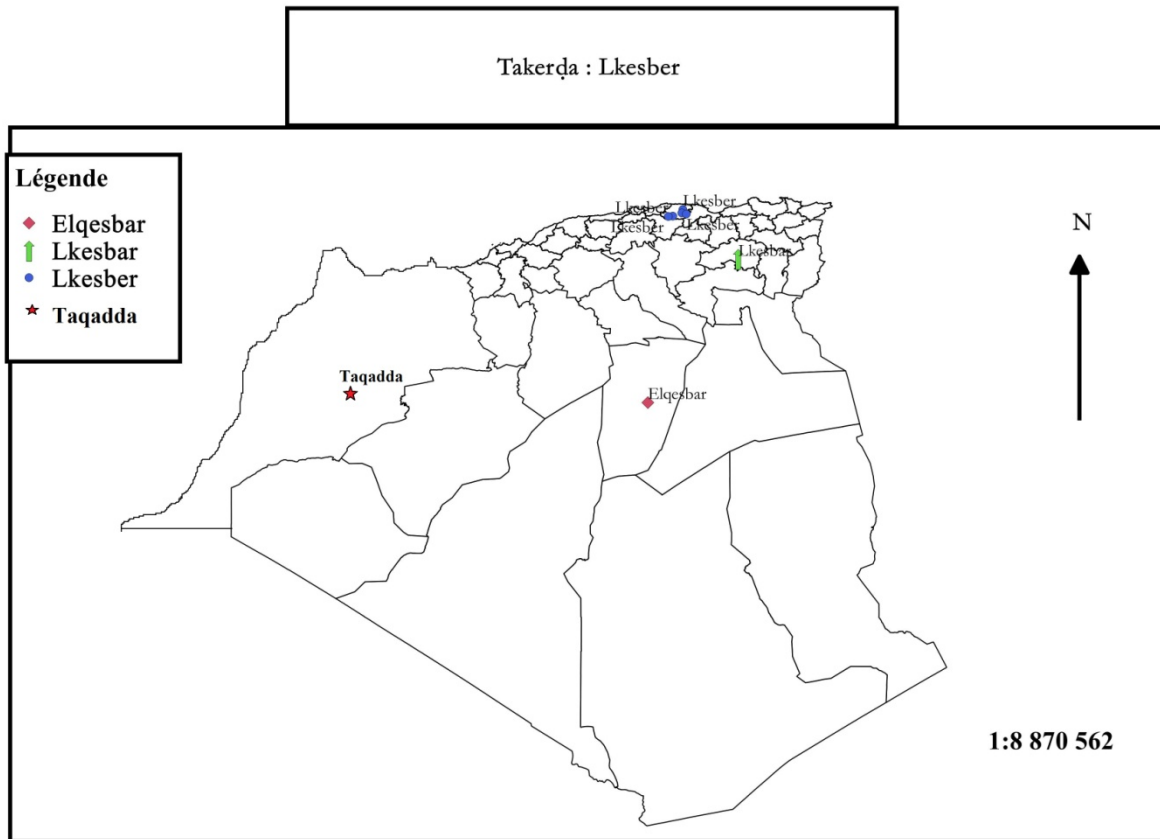 Takerḍa : Lkesber
Légende
Elqesbar
Lkesbar
Lkesber
Taqadda
N
Lkesber
Lkesber
Lkesber
Lkesber
Lkesbar
Taqadda
Elqesbar
1:8 870 562